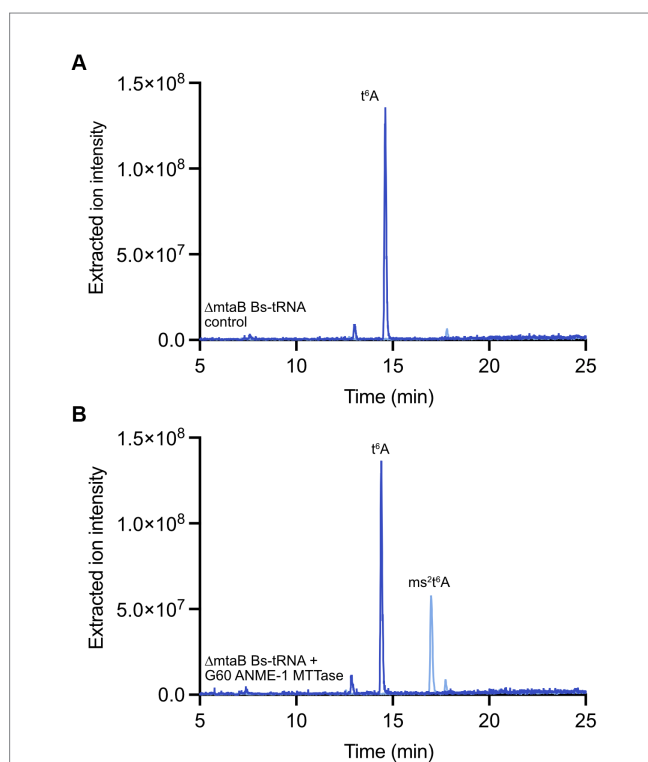 A
1.5×10⁸
t⁶A
1.0×10⁸
Extracted ion intensity
5.0×10⁷
ΔmtaB Bs-tRNA
control
0.0
5 10 15 20 25
Time (min)
B
1.5×10⁸
t⁶A
1.0×10⁸
ms²t⁶A
Extracted ion intensity
5.0×10⁷
ΔmtaB Bs-tRNA +
G60 ANME-1 MTTase
0.0
5 10 15 20 25
Time (min)